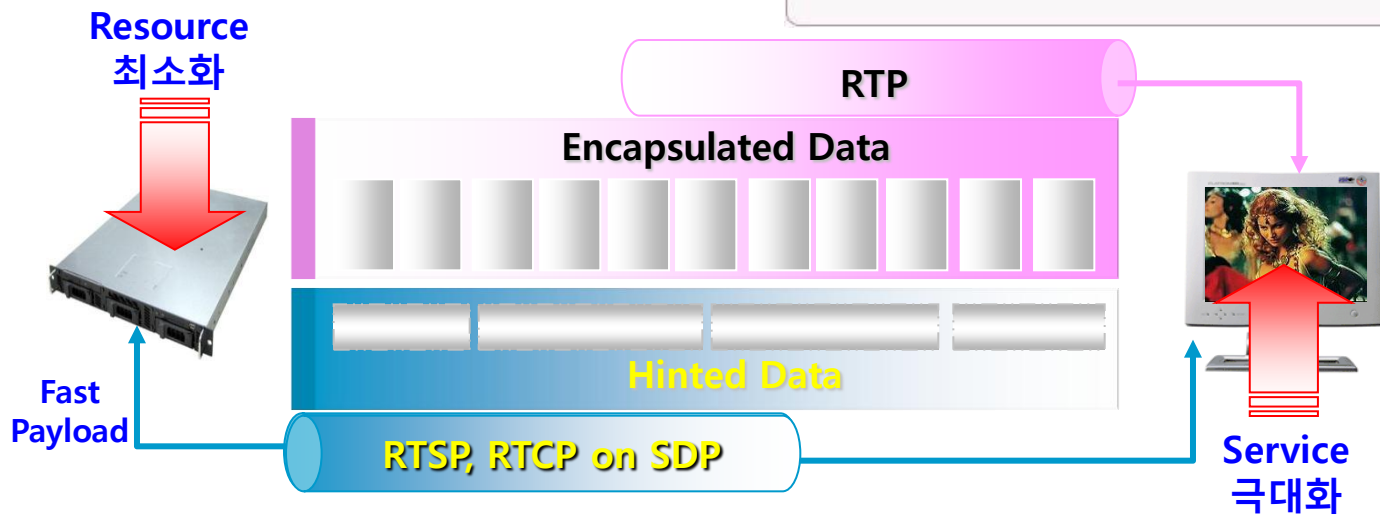 Resource
최소화
RTP
Encapsulated Data
Hinted Data
Fast
Payload
RTSP, RTCP on SDP
Service
극대화